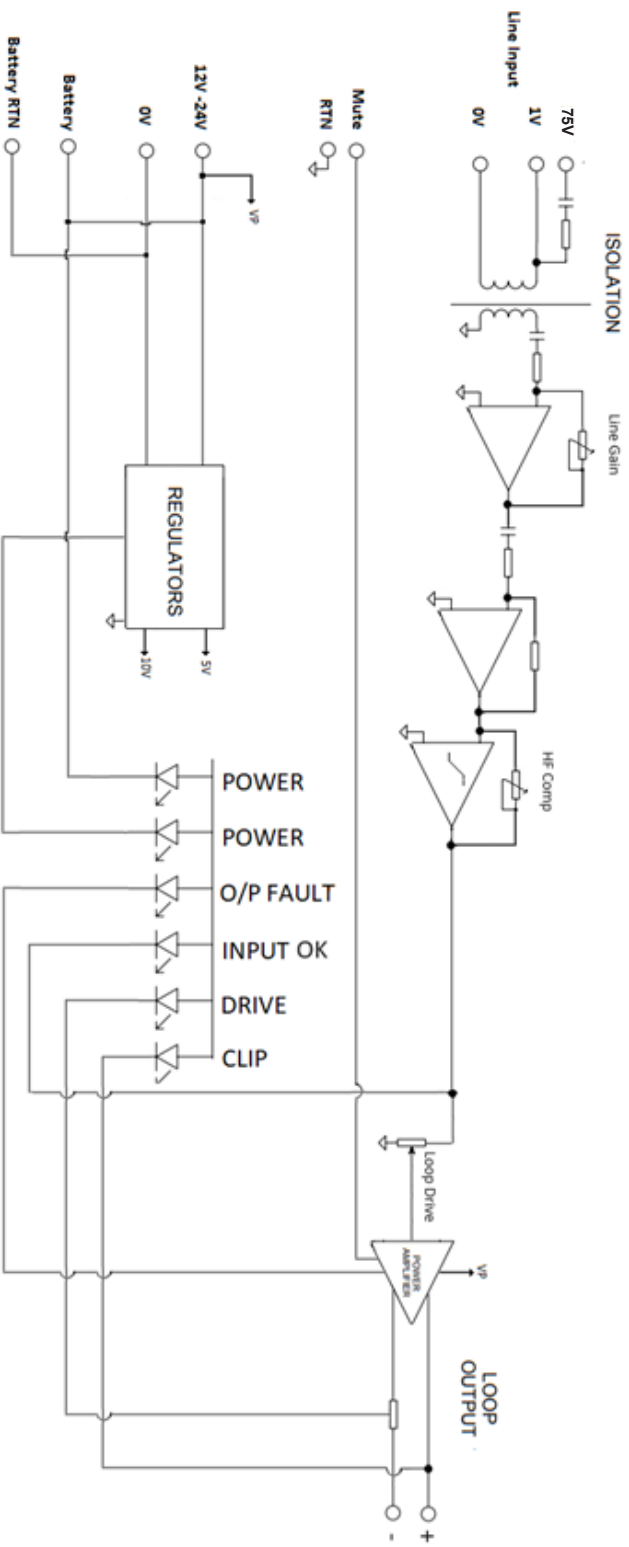 Line Input
75V
1V
0V
ISOLATION
Line Gain
HF Comp
Mute
RTN
12V -24V
0V
Battery
Battery RTN
VP
REGULATORS
5V
10V
POWER
POWER
O/P FAULT
INPUT OK
DRIVE
CLIP
Loop Drive
POWER
AMPLIFIER
VP
LOOP
OUTPUT
+
-